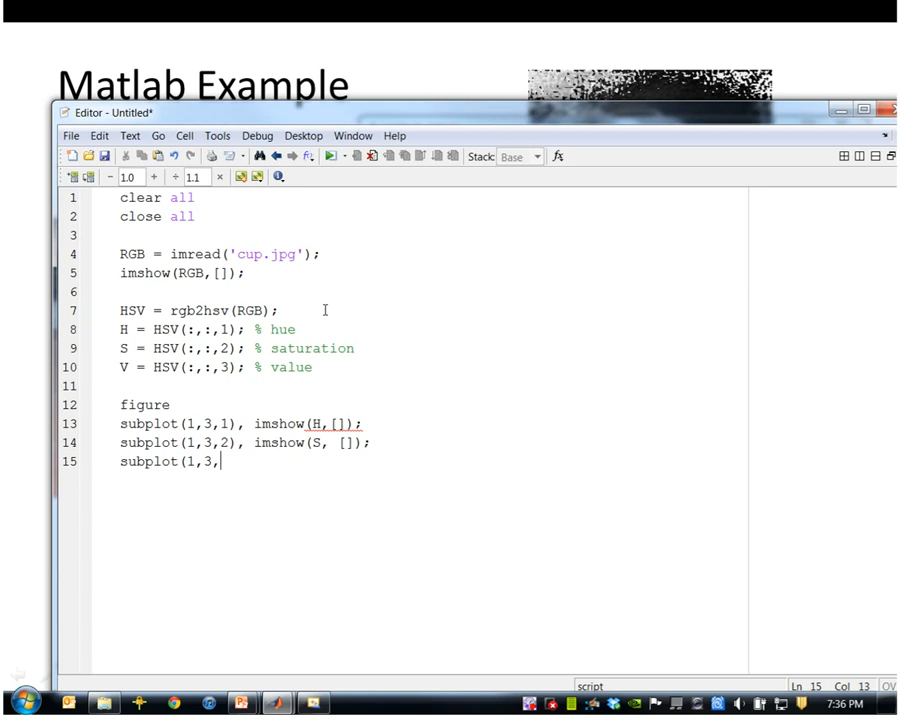 Matlab Example
Editor - Untitled*
File Edit Text Go Cell Tools Debug Desktop Window Help
Stack: Base fx
- 1.0 + ÷ 1.1 ×
1 clear all
2 close all
3
4 RGB = imread('cup.jpg');
5 imshow(RGB,[]);
6
7 HSV = rgb2hsv(RGB);
8 H = HSV(:,:,1); % hue
9 S = HSV(:,:,2); % saturation
10 V = HSV(:,:,3); % value
11
12 figure
13 subplot(1,3,1), imshow(H,[]);
14 subplot(1,3,2), imshow(S, []);
15 subplot(1,3,
script Ln 15 Col 13 OV
7:36 PM